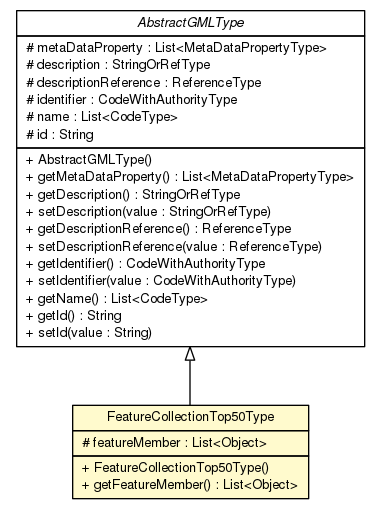 AbstractGMLType
# metaDataProperty : List<MetaDataPropertyType>
# description : StringOrRefType
# descriptionReference : ReferenceType
# identifier : CodeWithAuthorityType
# name : List<CodeType>
# id : String
+ AbstractGMLType()
+ getMetaDataProperty() : List<MetaDataPropertyType>
+ getDescription() : StringOrRefType
+ setDescription(value : StringOrRefType)
+ getDescriptionReference() : ReferenceType
+ setDescriptionReference(value : ReferenceType)
+ getIdentifier() : CodeWithAuthorityType
+ setIdentifier(value : CodeWithAuthorityType)
+ getName() : List<CodeType>
+ getId() : String
+ setId(value : String)
FeatureCollectionTop50Type
# featureMember : List<Object>
+ FeatureCollectionTop50Type()
+ getFeatureMember() : List<Object>